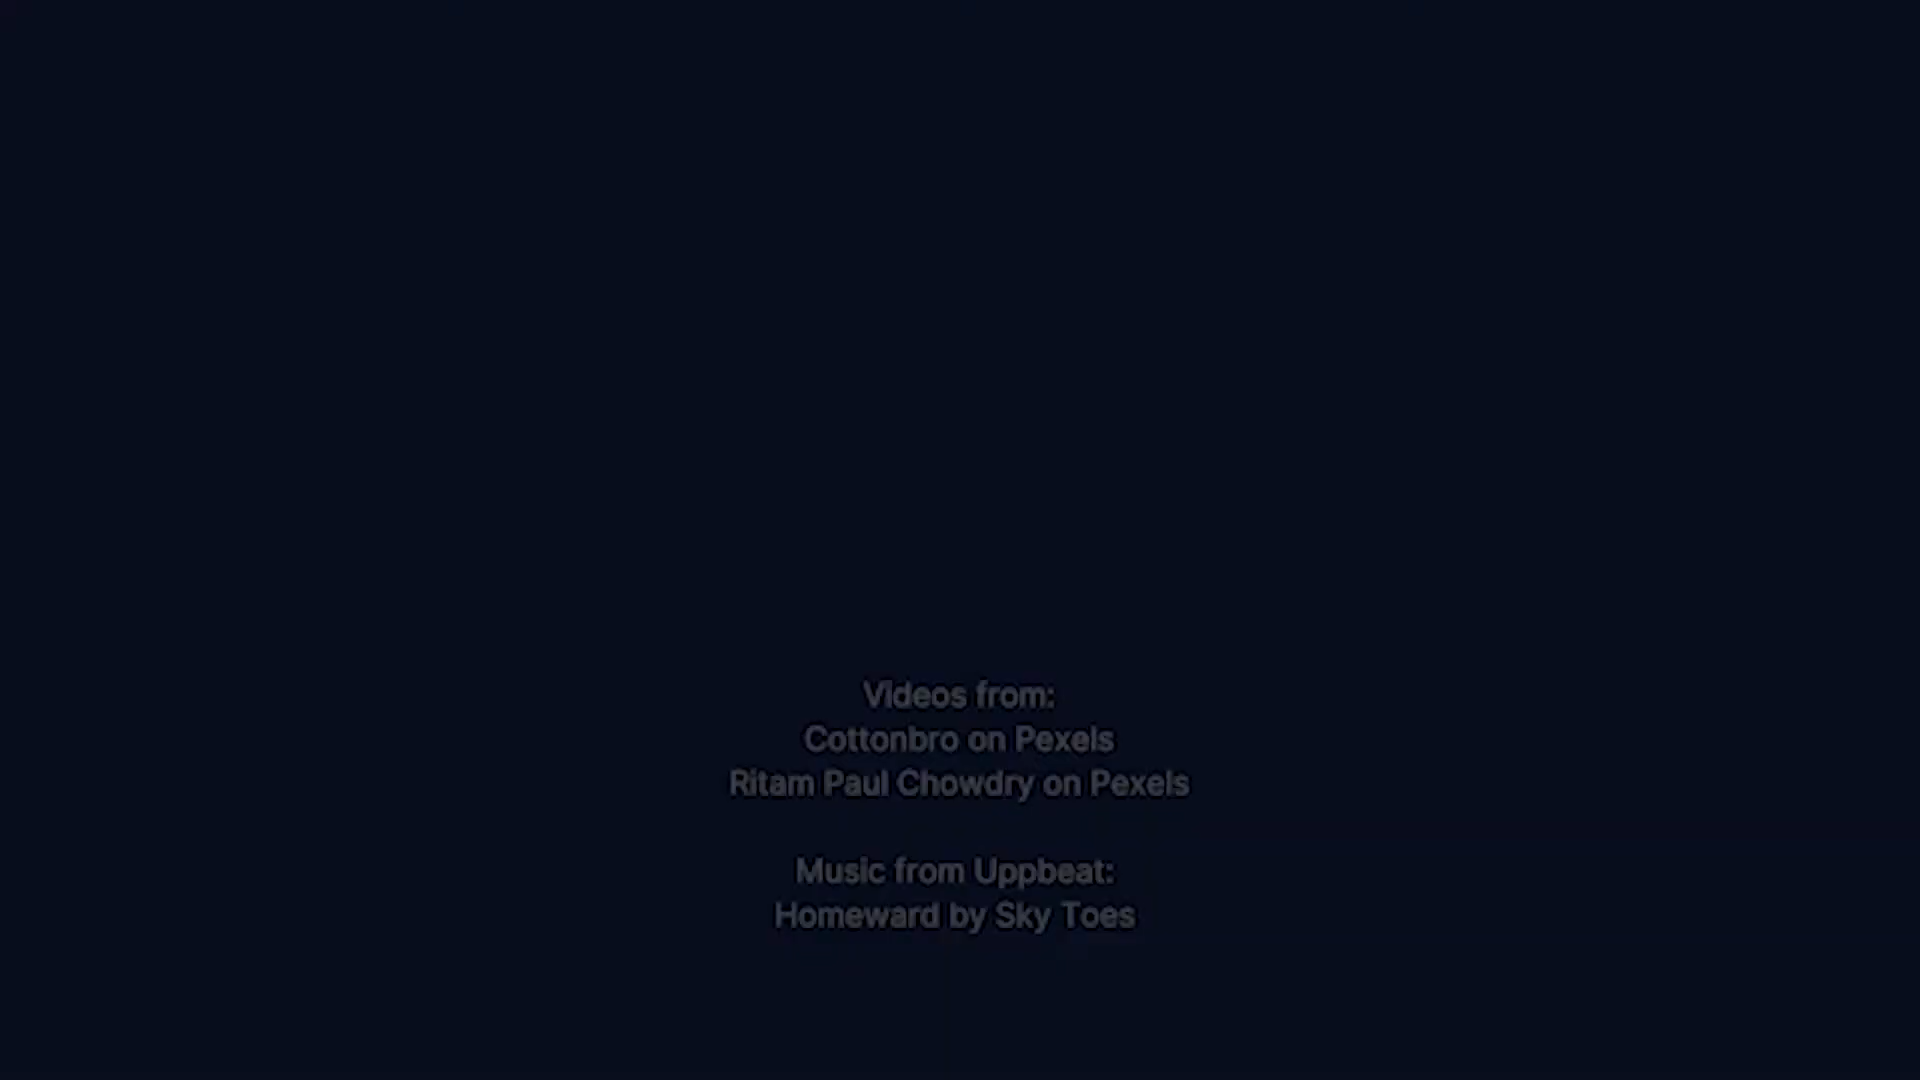 Videos from:
Cottonbro on Pexels
Ritam Paul Chowdry on Pexels
Music from Uppbeat:
Homeward by Sky Toes